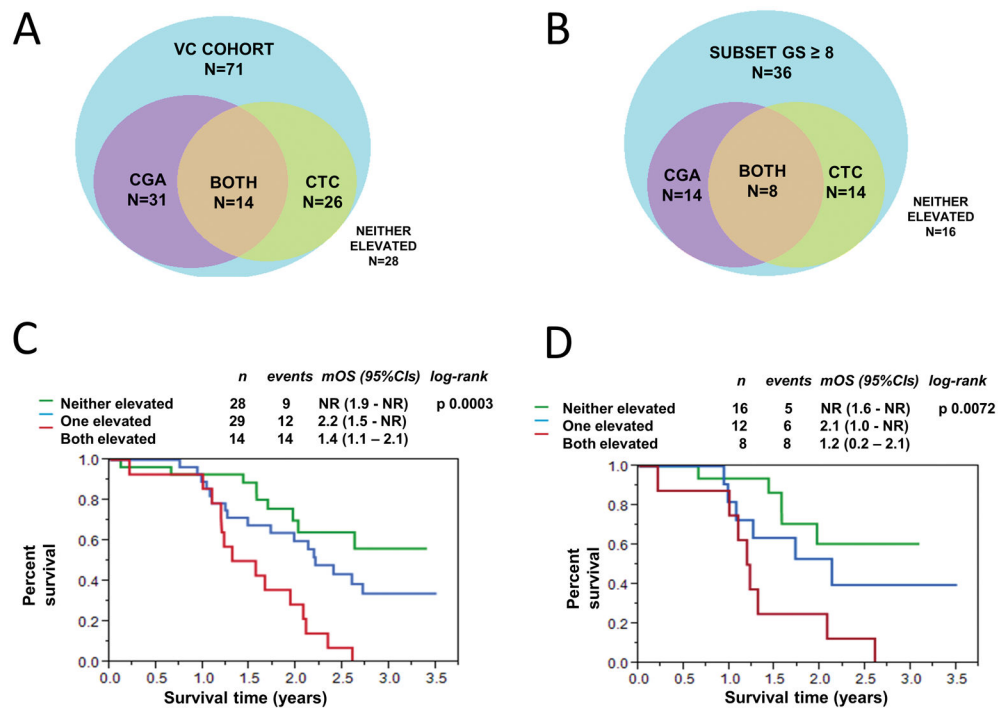 A
VC COHORT
N=71
CGA
N=31
BOTH
N=14
CTC
N=26
NEITHER
ELEVATED
N=28
B
SUBSET GS ≥ 8
N=36
CGA
N=14
BOTH
N=8
CTC
N=14
NEITHER
ELEVATED
N=16
C
n events mOS (95%CIs) log-rank
Neither elevated 28 9 NR (1.9 - NR) p 0.0003
One elevated 29 12 2.2 (1.5 - NR)
Both elevated 14 14 1.4 (1.1 – 2.1)
Percent
survival
1.0
0.8
0.6
0.4
0.2
0.0
0.0 0.5 1.0 1.5 2.0 2.5 3.0 3.5
Survival time (years)
D
n events mOS (95%CIs) log-rank
Neither elevated 16 5 NR (1.6 - NR) p 0.0072
One elevated 12 6 2.1 (1.0 - NR)
Both elevated 8 8 1.2 (0.2 – 2.1)
Percent
survival
1.0
0.8
0.6
0.4
0.2
0.0
0.0 0.5 1.0 1.5 2.0 2.5 3.0 3.5
Survival time (years)